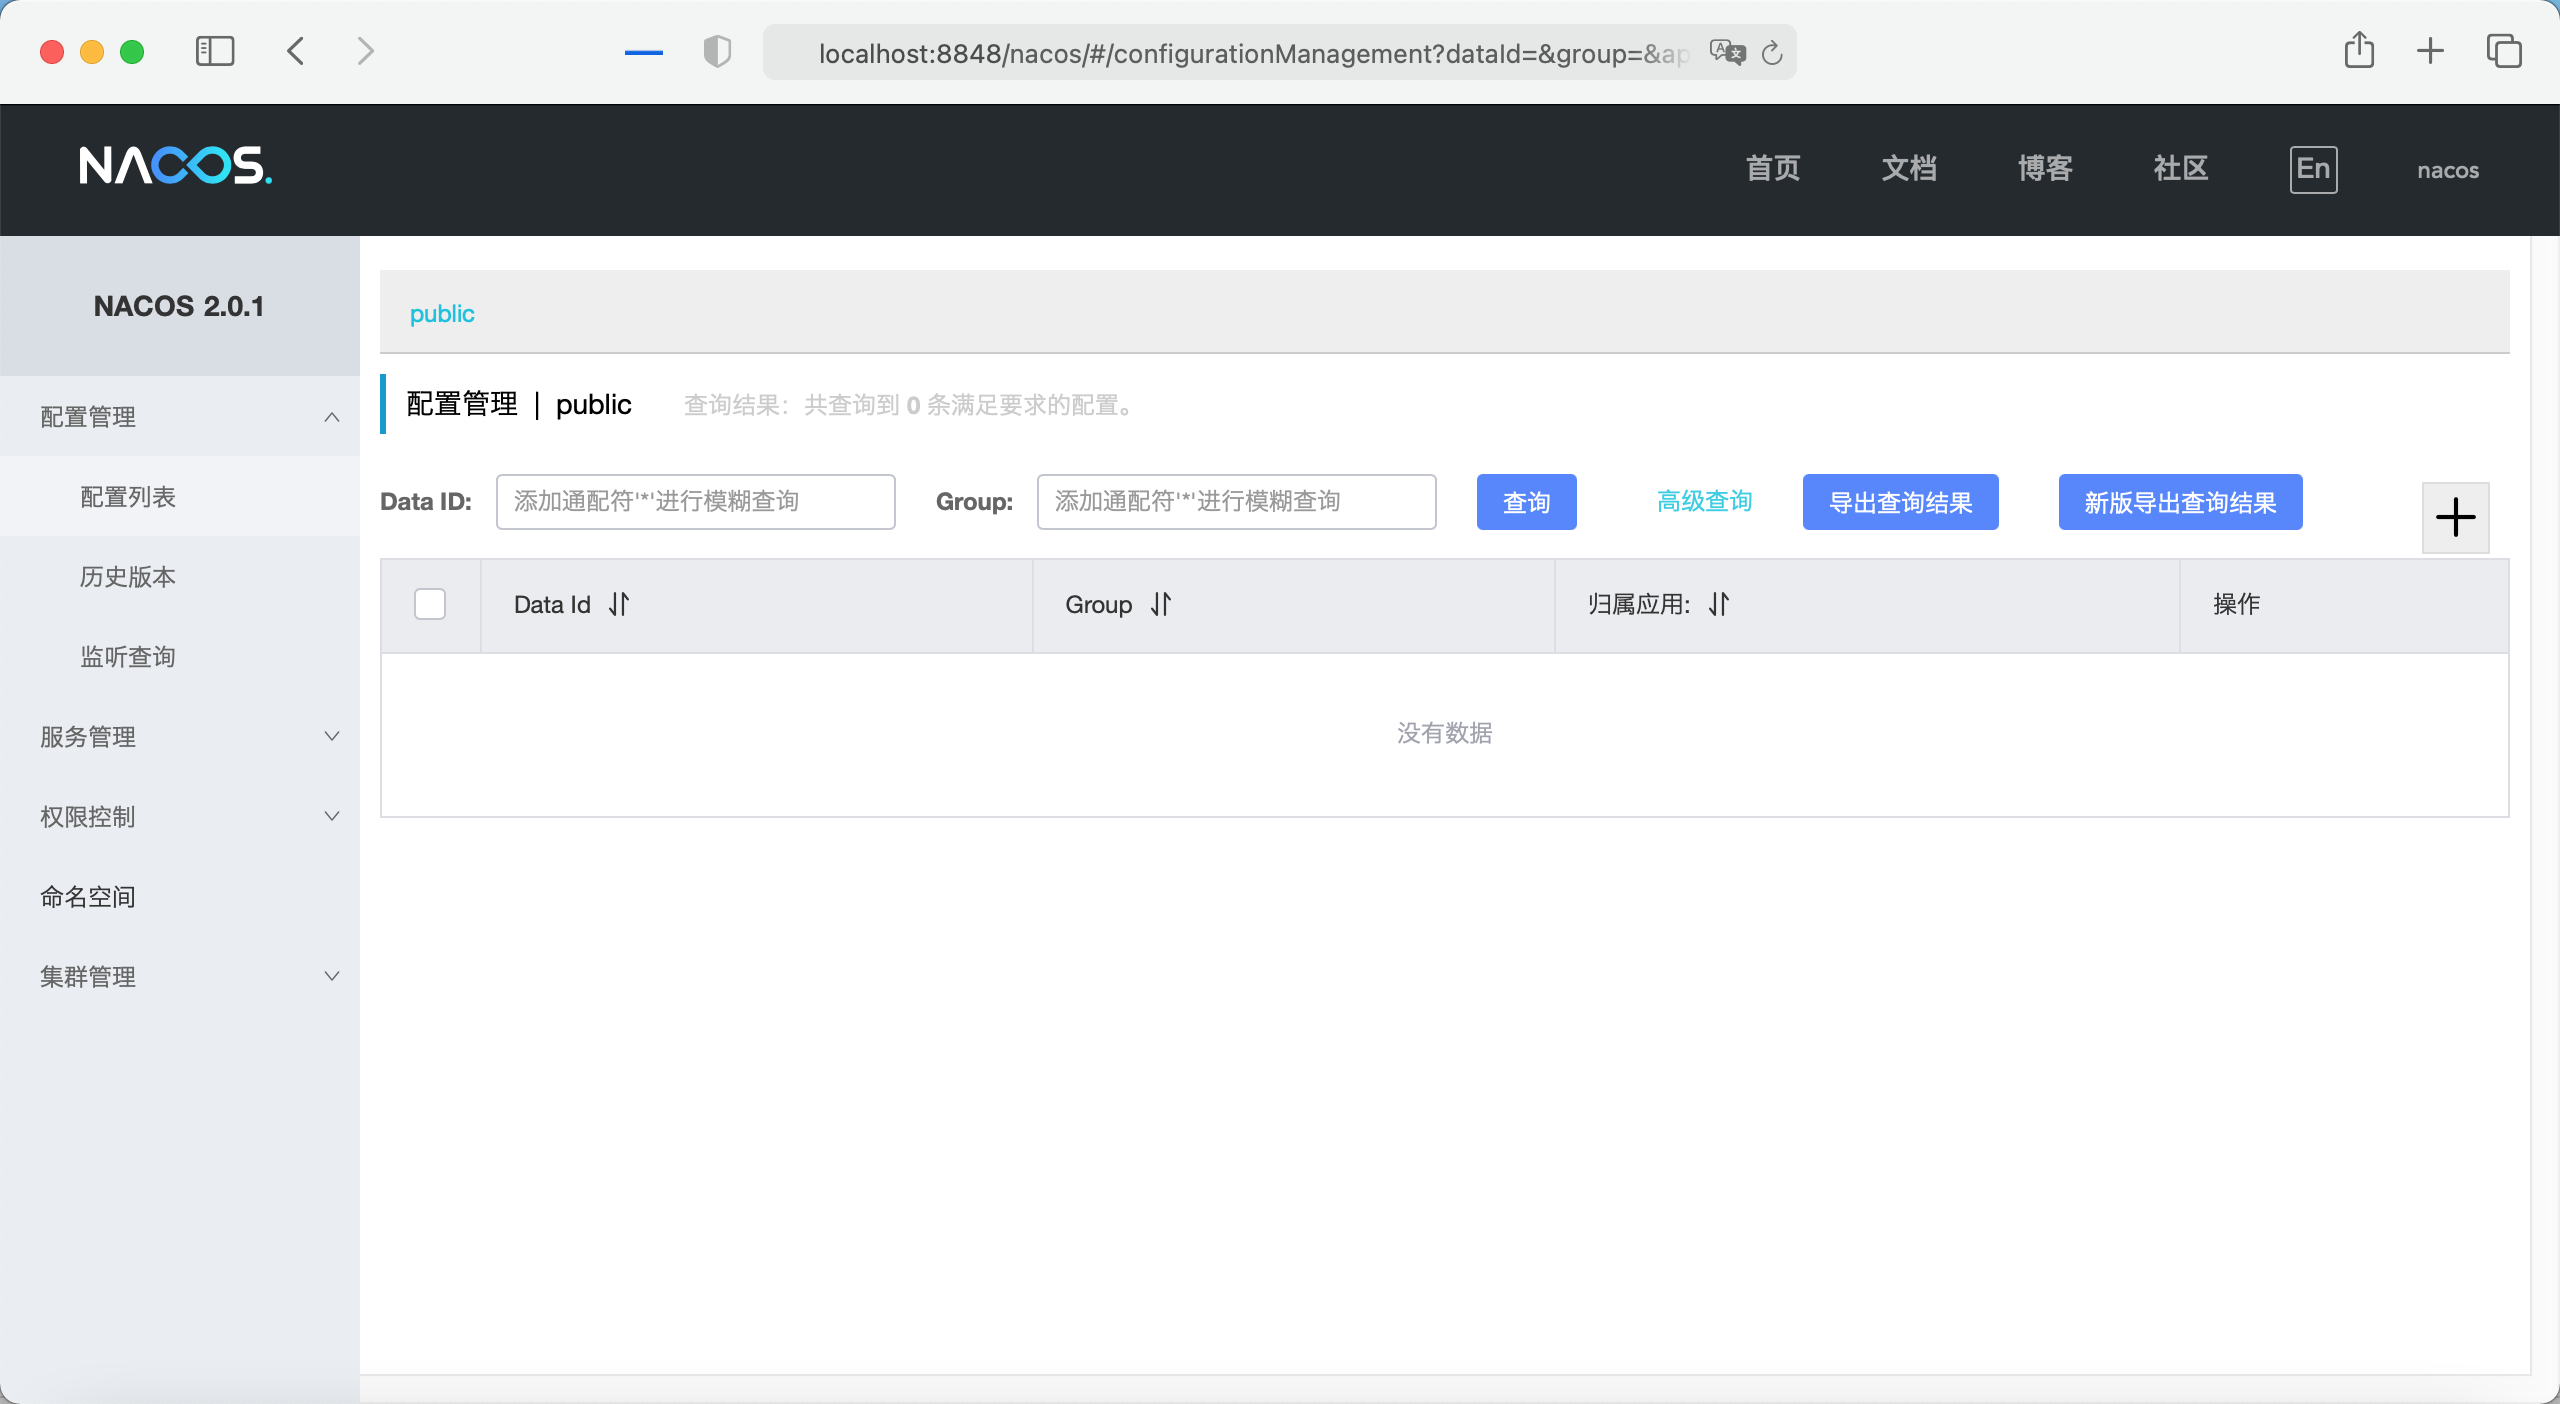 localhost:8848/nacos/#/configurationManagement?dataId=&group=&ap
NACOS.
首页
文档
博客
社区
En
nacos
NACOS 2.0.1
配置管理
配置列表
历史版本
监听查询
服务管理
权限控制
命名空间
集群管理
public
配置管理 | public 查询结果：共查询到 0 条满足要求的配置。
Data ID: 添加通配符'*'进行模糊查询 Group: 添加通配符'*'进行模糊查询 查询 高级查询 导出查询结果 新版导出查询结果
Data Id Group 归属应用: 操作
没有数据